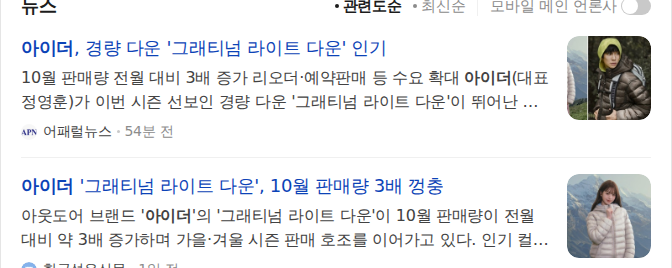 뉴스
• 관련도순 • 최신순 모바일 메인 언론사
아이더, 경량 다운 '그래티넘 라이트 다운' 인기
10월 판매량 전월 대비 3배 증가 리오더·예약판매 등 수요 확대 아이더(대표
정영훈)가 이번 시즌 선보인 경량 다운 '그래티넘 라이트 다운'이 뛰어난 ...
APN 어패럴뉴스 · 54분 전
아이더 '그래티넘 라이트 다운', 10월 판매량 3배 껑충
아웃도어 브랜드 '아이더'의 '그래티넘 라이트 다운'이 10월 판매량이 전월
대비 약 3배 증가하며 가을·겨울 시즌 판매 호조를 이어가고 있다. 인기 컬...